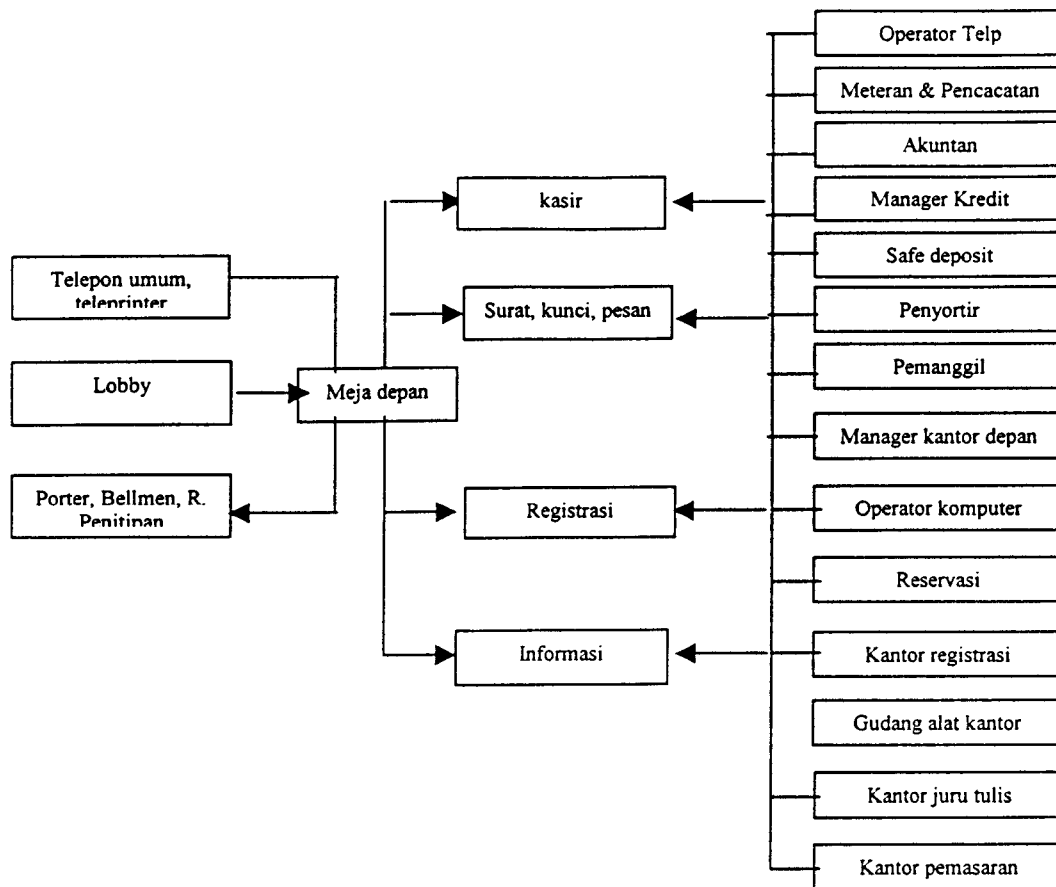 Telepon umum,
teleprinter
Lobby
Porter, Bellmen, R.
Penitipan
Meja depan
kasir
Surat, kunci, pesan
Registrasi
Informasi
Operator Telp
Meteran & Pencacatan
Akuntan
Manager Kredit
Safe deposit
Penyortir
Pemanggil
Manager kantor depan
Operator komputer
Reservasi
Kantor registrasi
Gudang alat kantor
Kantor juru tulis
Kantor pemasaran